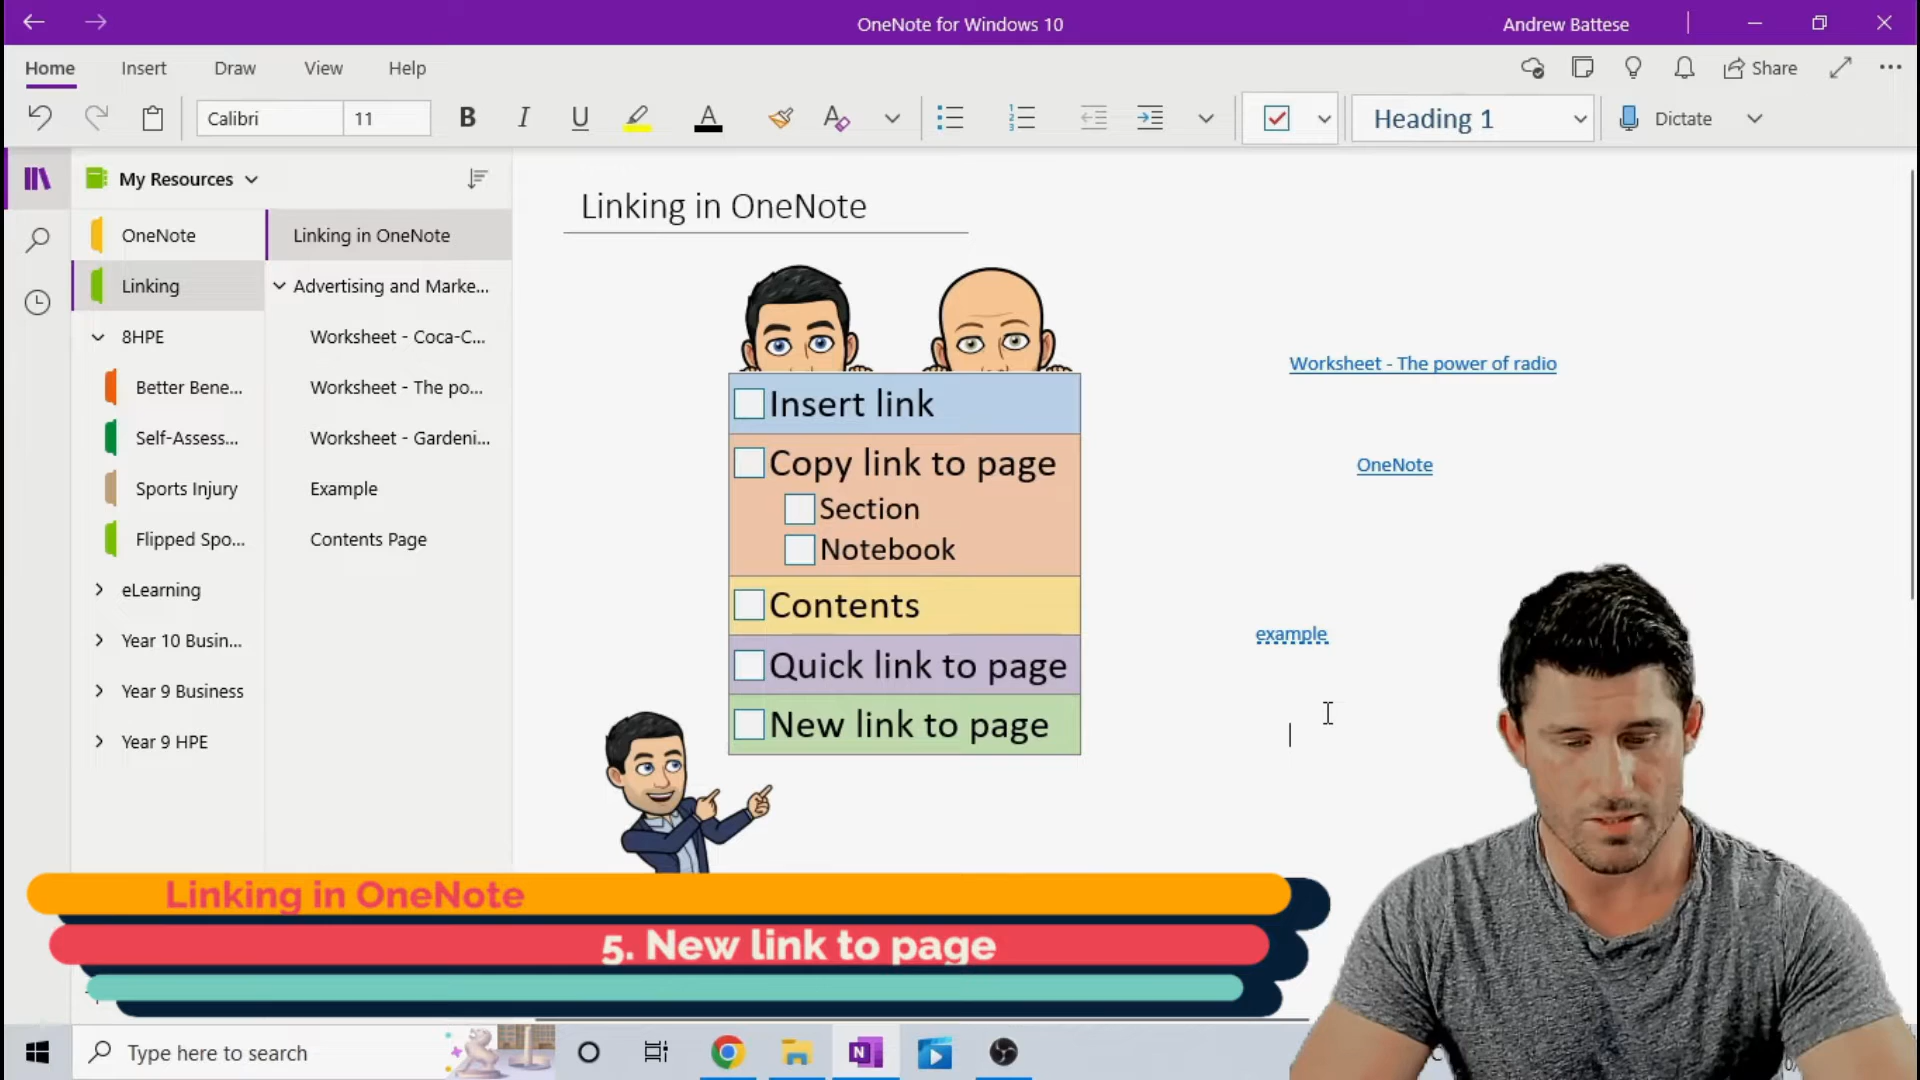 OneNote for Windows 10
Andrew Battese
Home
Insert
Draw
View
Help
Share
Calibri
11
B
I
U
A
A
Heading 1
Dictate
My Resources
OneNote
Linking
8HPE
Better Bene...
Self-Assess...
Sports Injury
Flipped Spo...
eLearning
Year 10 Busin...
Year 9 Business
Year 9 HPE
Linking in OneNote
Advertising and Marke...
Worksheet - Coca-C...
Worksheet - The po...
Worksheet - Gardeni...
Example
Contents Page
Linking in OneNote
Insert link
Copy link to page
Section
Notebook
Contents
Quick link to page
New link to page
Worksheet - The power of radio
OneNote
example
Linking in OneNote
5. New link to page
Type here to search